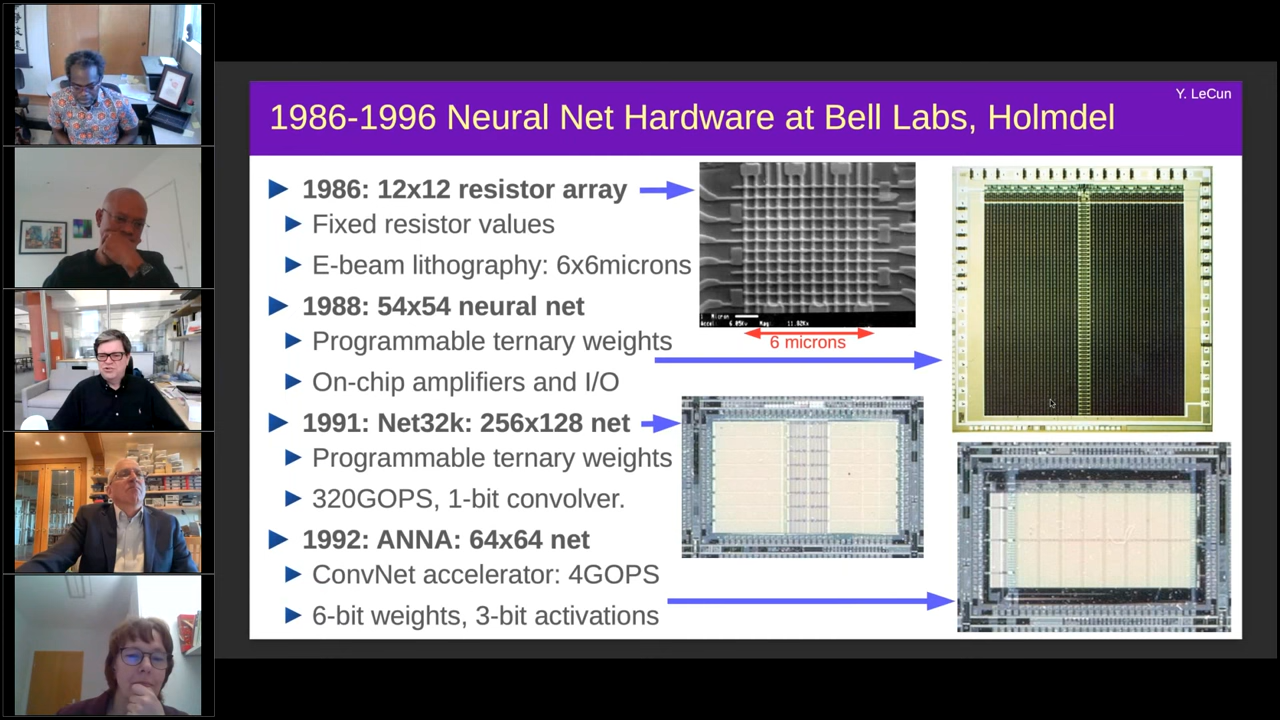 Y. LeCun
1986-1996 Neural Net Hardware at Bell Labs, Holmdel
1986: 12x12 resistor array
Fixed resistor values
E-beam lithography: 6x6microns
1988: 54x54 neural net
6 microns
Programmable ternary weights
On-chip amplifiers and I/O
1991: Net32k: 256x128 net
Programmable ternary weights
320GOPS, 1-bit convolver.
1992: ANNA: 64x64 net
ConvNet accelerator: 4GOPS
6-bit weights, 3-bit activations